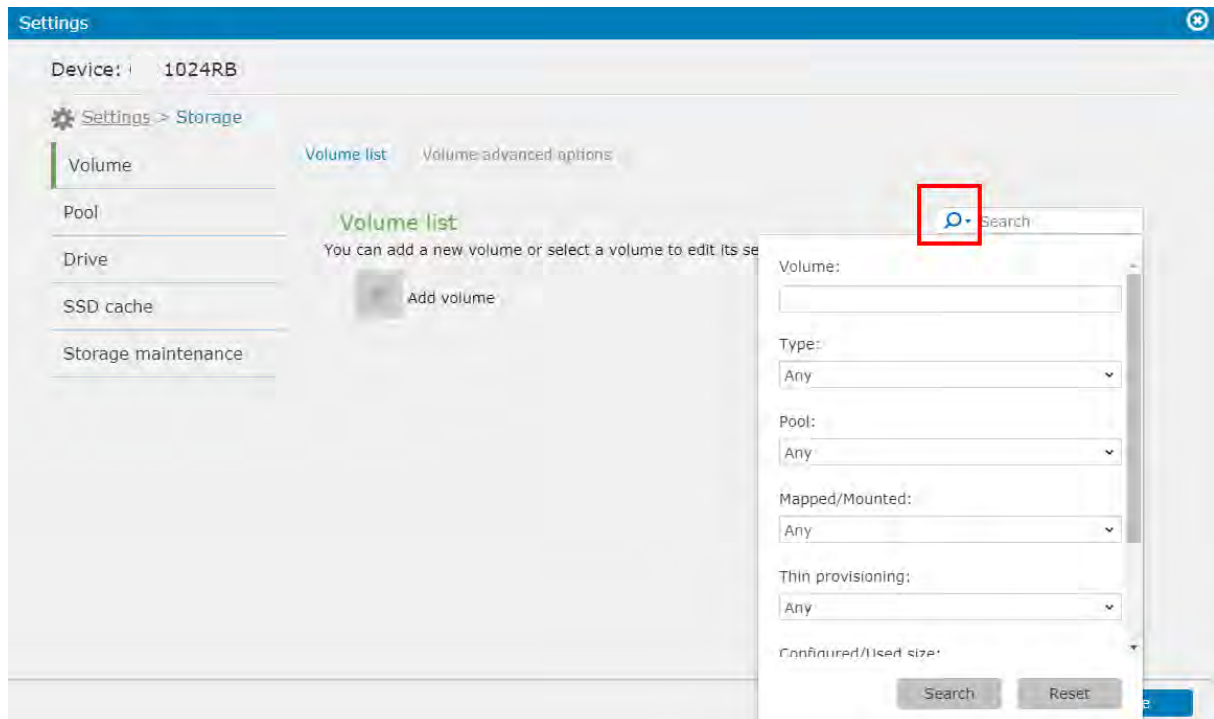 Settings
Device: 1024RB
Settings > Storage
Volume
Pool
Drive
SSD cache
Storage maintenance
Volume list Volume advanced options
Volume list
Search
You can add a new volume or select a volume to edit its se
Add volume
Volume:
Type:
Any
Pool:
Any
Mapped/Mounted:
Any
Thin provisioning:
Any
Configured/Used size:
Search Reset
e